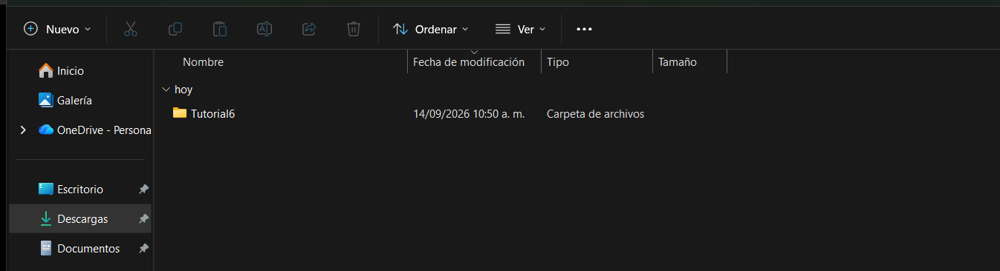 Nuevo Ordenar Ver
Nombre Fecha de modificación Tipo Tamaño
Inicio
Galería
OneDrive - Persona
Escritorio
Descargas
Documentos
hoy
Tutorial6 14/09/2026 10:50 a. m. Carpeta de archivos